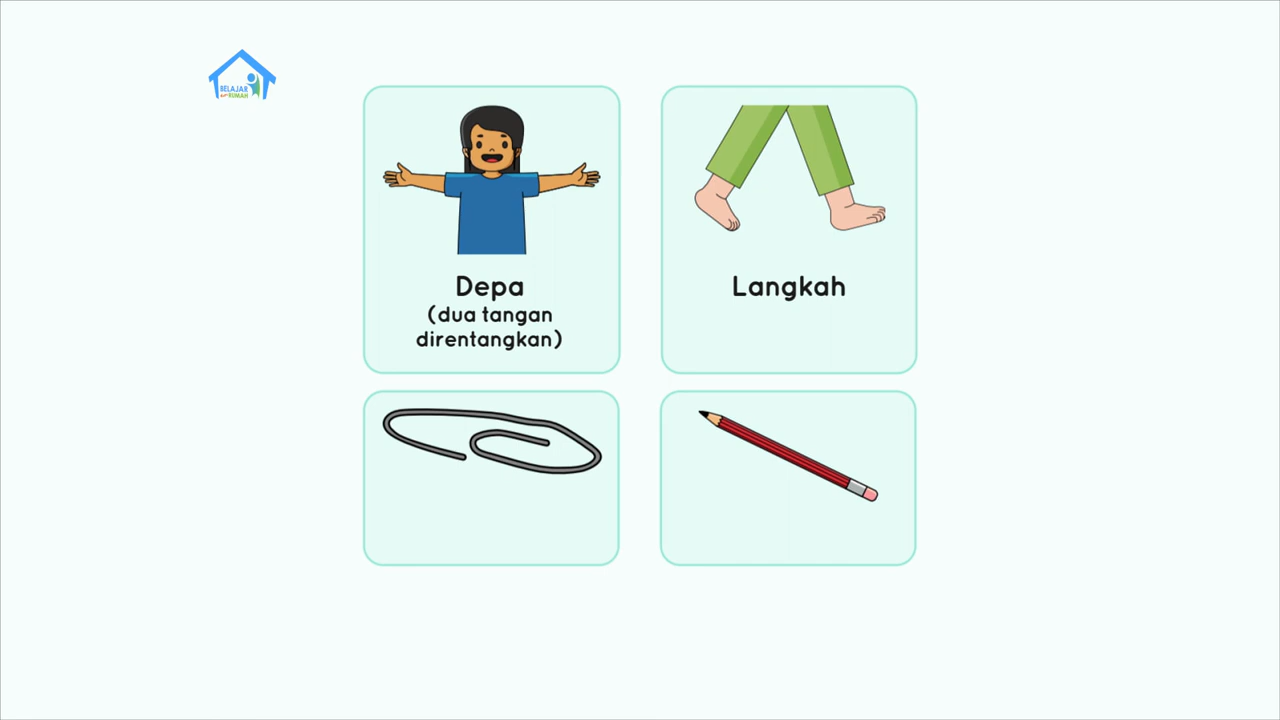 BELAJAR
RUMAH
Depa
(dua tangan
direntangkan)
Langkah